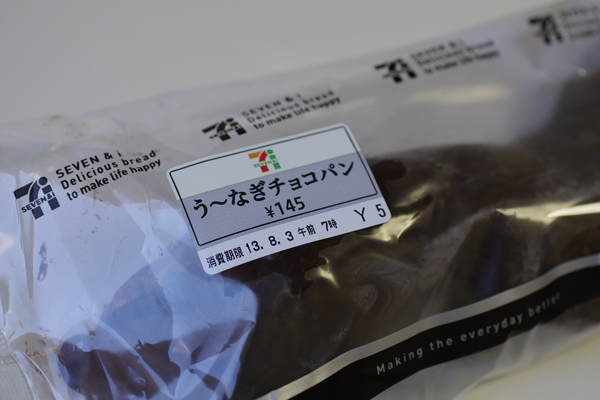 SEVEN & i
Delicious bread
to make life happy
SEVEN&i
SEVEN & i
Delicious bread
to make life happy
SEVEN & i
Delicious bread
to make life happy
う〜なぎチョコパン
¥145
消費期限 13. 8. 3 午前 7時 Y 5
Making the everyday better